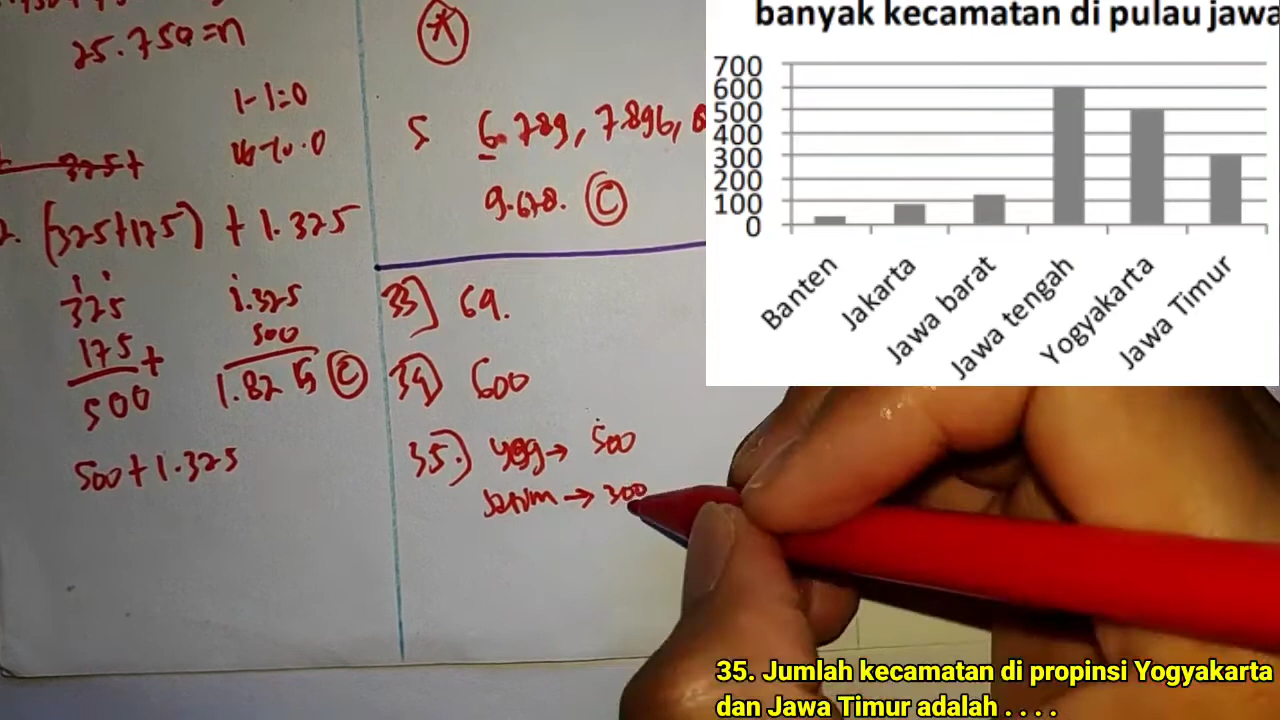 25.750=n
1-1=0
10-10=0
325+
2. (325+175) + 1.325
325
175 +
500
1.325
500
1.825 C
500+1.325
A
5. 6.789, 7.896, 8
9.678. C
33) 69.
34) 600
35.) yog → 500
Jatim → 300
banyak kecamatan di pulau jawa
700
600
500
400
300
200
100
0
Banten
Jakarta
Jawa barat
Jawa tengah
Yogyakarta
Jawa Timur
35. Jumlah kecamatan di propinsi Yogyakarta
dan Jawa Timur adalah . . . .